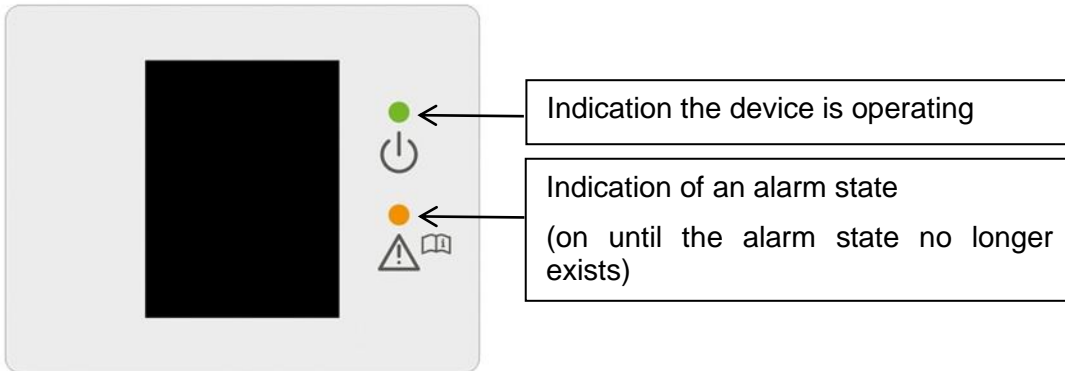 Indication the device is operating
Indication of an alarm state
(on until the alarm state no longer
exists)